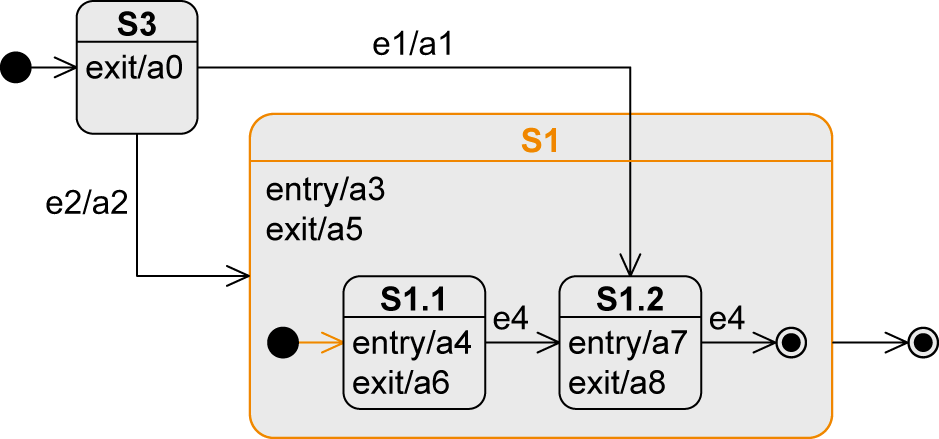 S3
exit/a0
e1/a1
e2/a2
S1
entry/a3
exit/a5
S1.1
entry/a4
exit/a6
e4
S1.2
entry/a7
exit/a8
e4